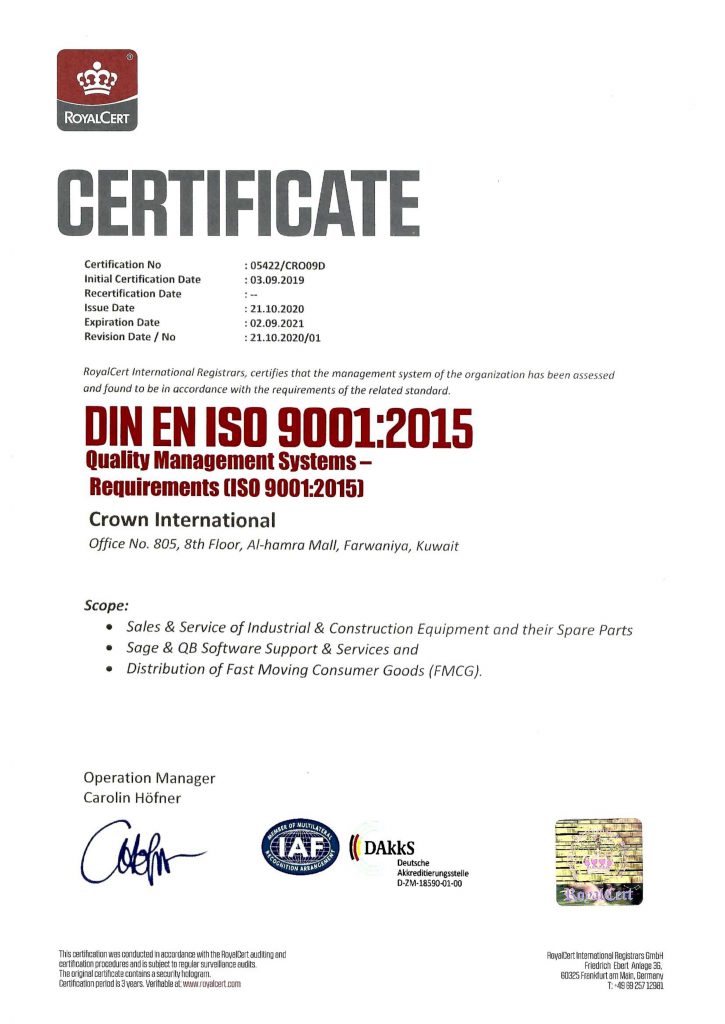 ®
ROYALCERT
CERTIFICATE
Certification No : 05422/CRO09D
Initial Certification Date : 03.09.2019
Recertification Date : --
Issue Date : 21.10.2020
Expiration Date : 02.09.2021
Revision Date / No : 21.10.2020/01
RoyalCert International Registrars, certifies that the management system of the organization has been assessed
and found to be in accordance with the requirements of the related standard.
DIN EN ISO 9001:2015
Quality Management Systems –
Requirements (ISO 9001:2015)
Crown International
Office No. 805, 8th Floor, Al-hamra Mall, Farwaniya, Kuwait
Scope:
• Sales & Service of Industrial & Construction Equipment and their Spare Parts
• Sage & QB Software Support & Services and
• Distribution of Fast Moving Consumer Goods (FMCG).
Operation Manager
Carolin Höfner
MEMBER OF MULTILATERAL
IAF
RECOGNITION ARRANGEMENT
DAkkS
Deutsche
Akkreditierungsstelle
D-ZM-18590-01-00
RoyalCert
This certification was conducted in accordance with the RoyalCert auditing and
certification procedures and is subject to regular surveillance audits.
The original certificate contains a security hologram.
Certification period is 3 years. Verifiable at: www.royalcert.com
RoyalCert International Registrars GmbH
Friedrich Ebert Anlage 36,
60325 Frankfurt am Main, Germany
T: +49 69 257 12981